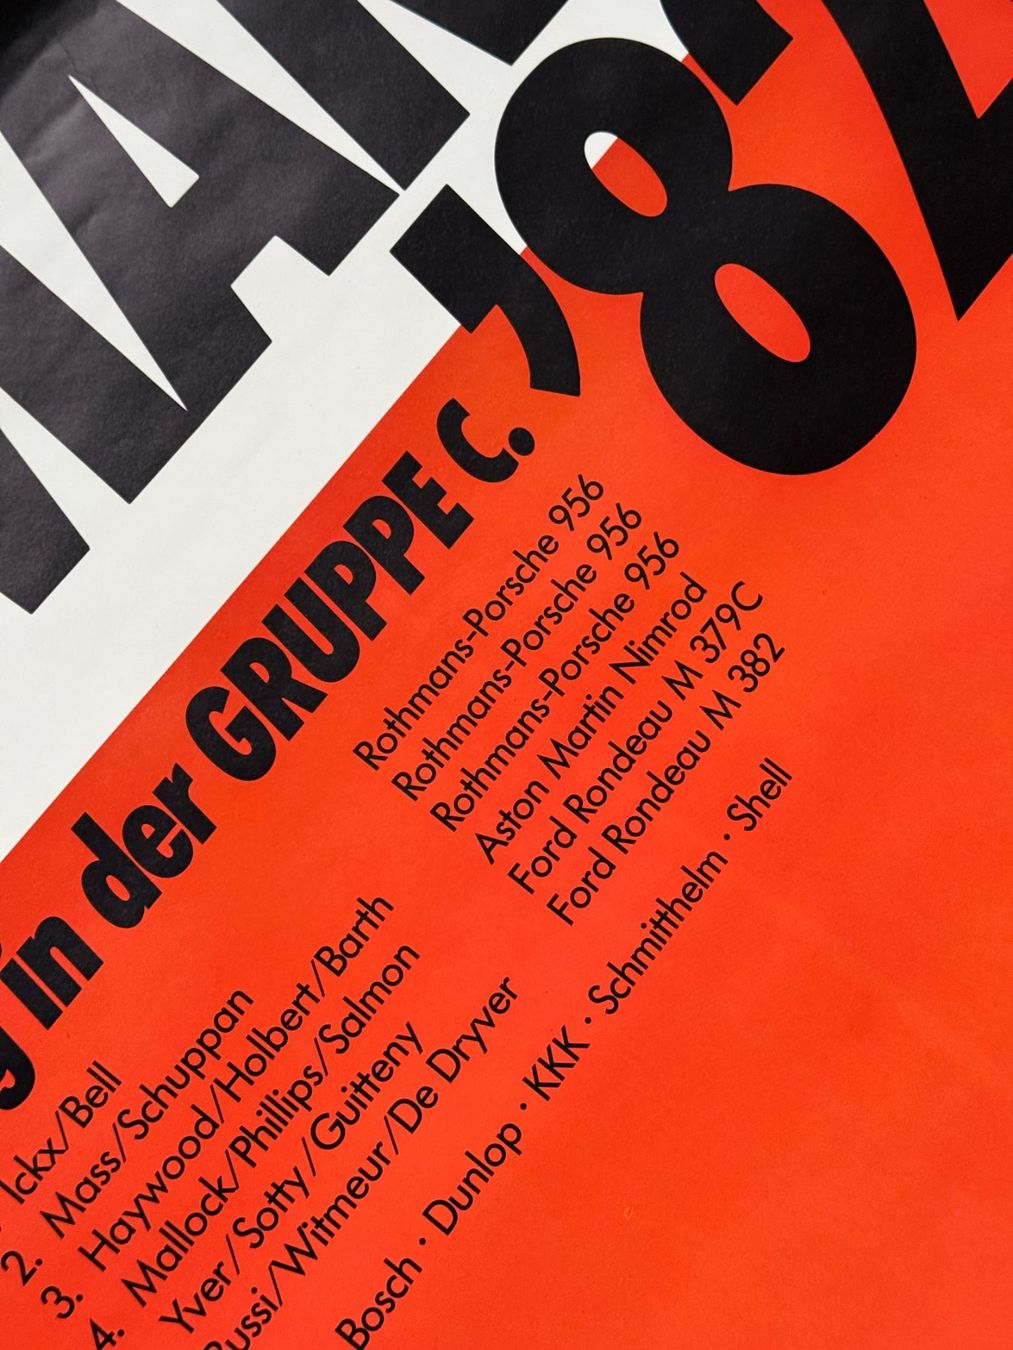 '82
in der GRUPPE C.
Ickx/Bell Rothmans-Porsche 956
2. Mass/Schuppan Rothmans-Porsche 956
3. Haywood/Holbert/Barth Rothmans-Porsche 956
4. Mallock/Phillips/Salmon Aston Martin Nimrod
Yver/Sotty/Guitteny Ford Rondeau M 379C
/Witmeur/De Dryver Ford Rondeau M 382
Bosch · Dunlop · KKK · Schmitthelm · Shell